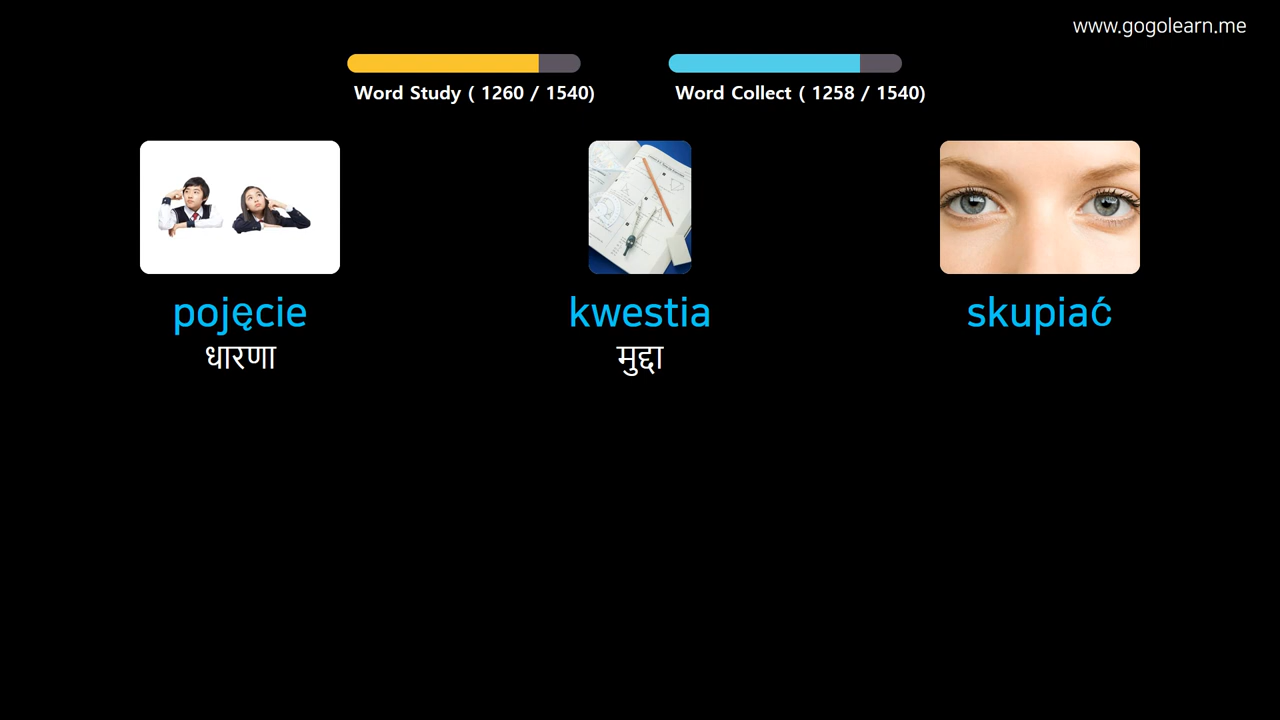 www.gogolearn.me
Word Study ( 1260 / 1540)
Word Collect ( 1258 / 1540)
pojęcie
धारणा
kwestia
मुद्दा
skupiać